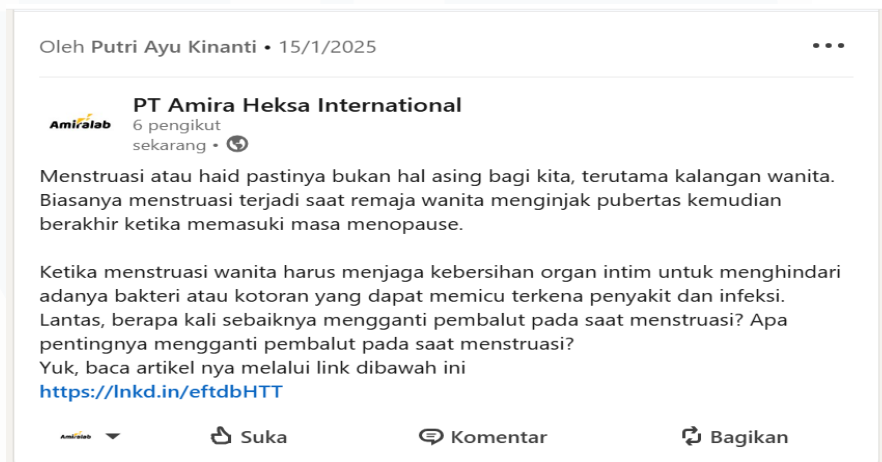 Oleh Putri Ayu Kinanti • 15/1/2025
Amiralab
PT Amira Heksa International
6 pengikut
sekarang •
Menstruasi atau haid pastinya bukan hal asing bagi kita, terutama kalangan wanita.
Biasanya menstruasi terjadi saat remaja wanita menginjak pubertas kemudian
berakhir ketika memasuki masa menopause.
Ketika menstruasi wanita harus menjaga kebersihan organ intim untuk menghindari
adanya bakteri atau kotoran yang dapat memicu terkena penyakit dan infeksi.
Lantas, berapa kali sebaiknya mengganti pembalut pada saat menstruasi? Apa
pentingnya mengganti pembalut pada saat menstruasi?
Yuk, baca artikel nya melalui link dibawah ini
https://lnkd.in/eftdbHTT
Amiralab
Suka
Komentar
Bagikan